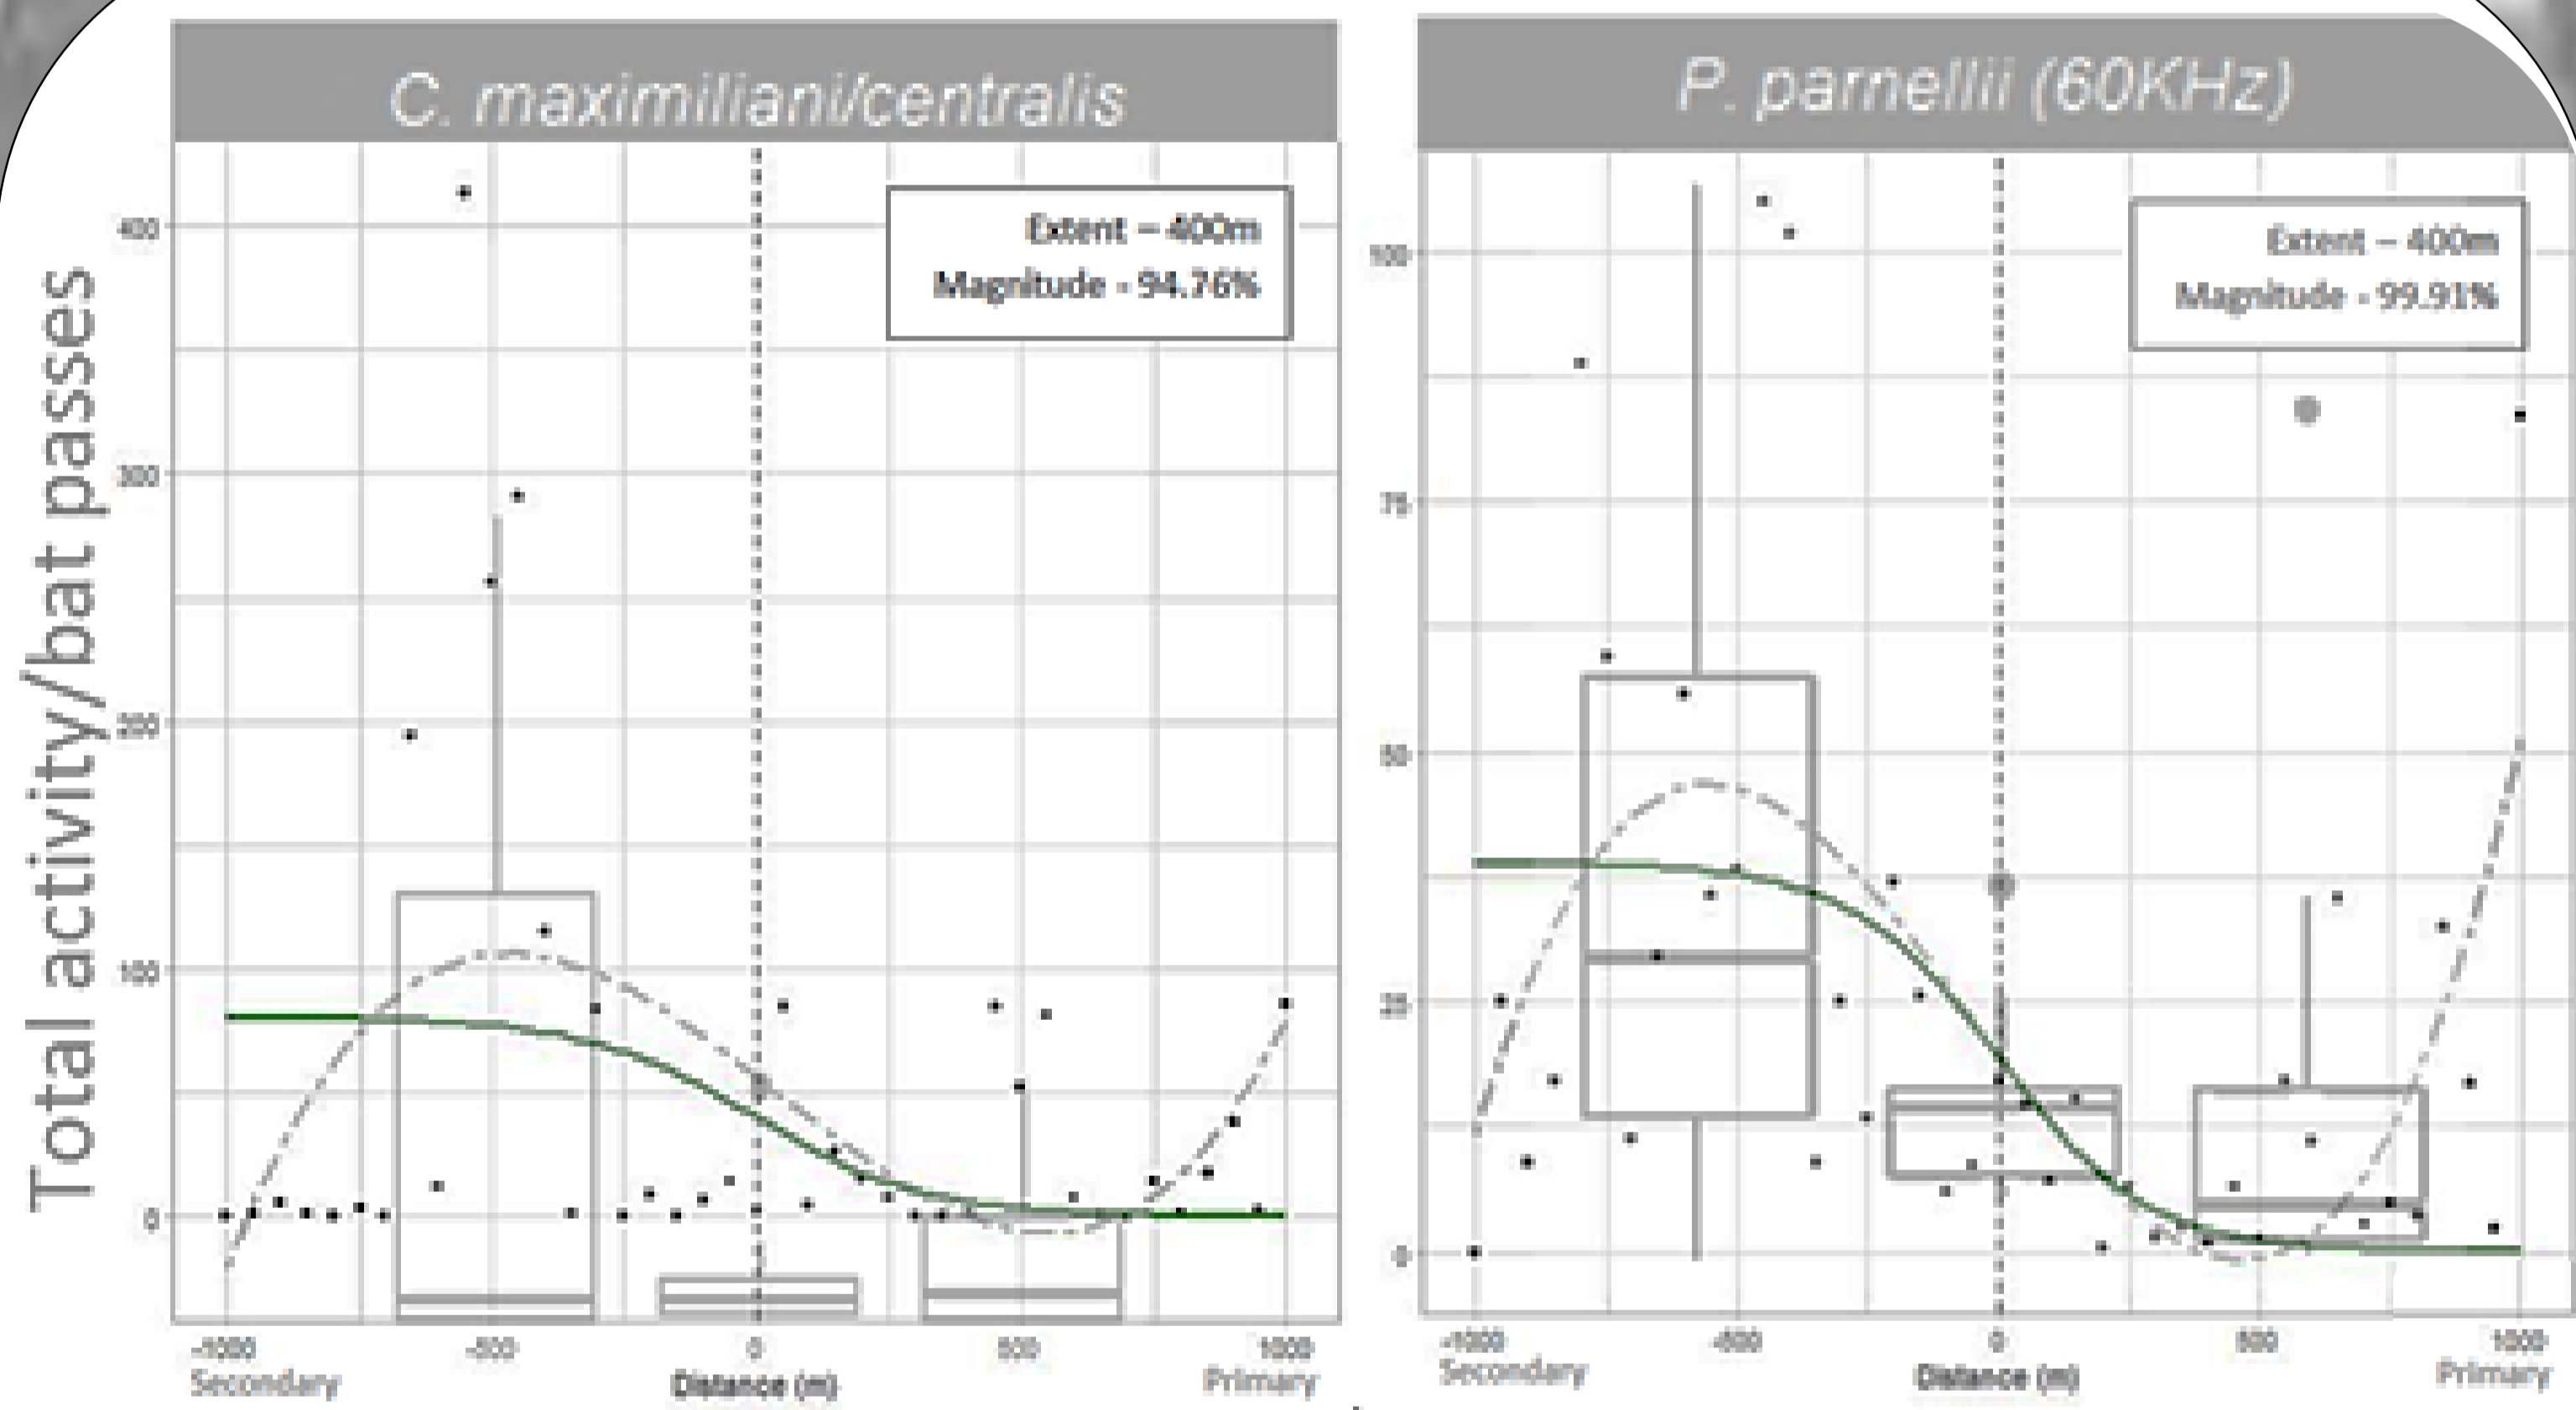 C. maximiliani/centralis
P. parnellii (60KHz)
Total activity/bat passes
Extent – 400m
Magnitude - 94.76%
400
300
200
100
0
-1000
-500
0
500
1000
Secondary
Distance (m)
Primary
Extent – 400m
Magnitude - 99.91%
100
75
50
25
0
-1000
-500
0
500
1000
Secondary
Distance (m)
Primary